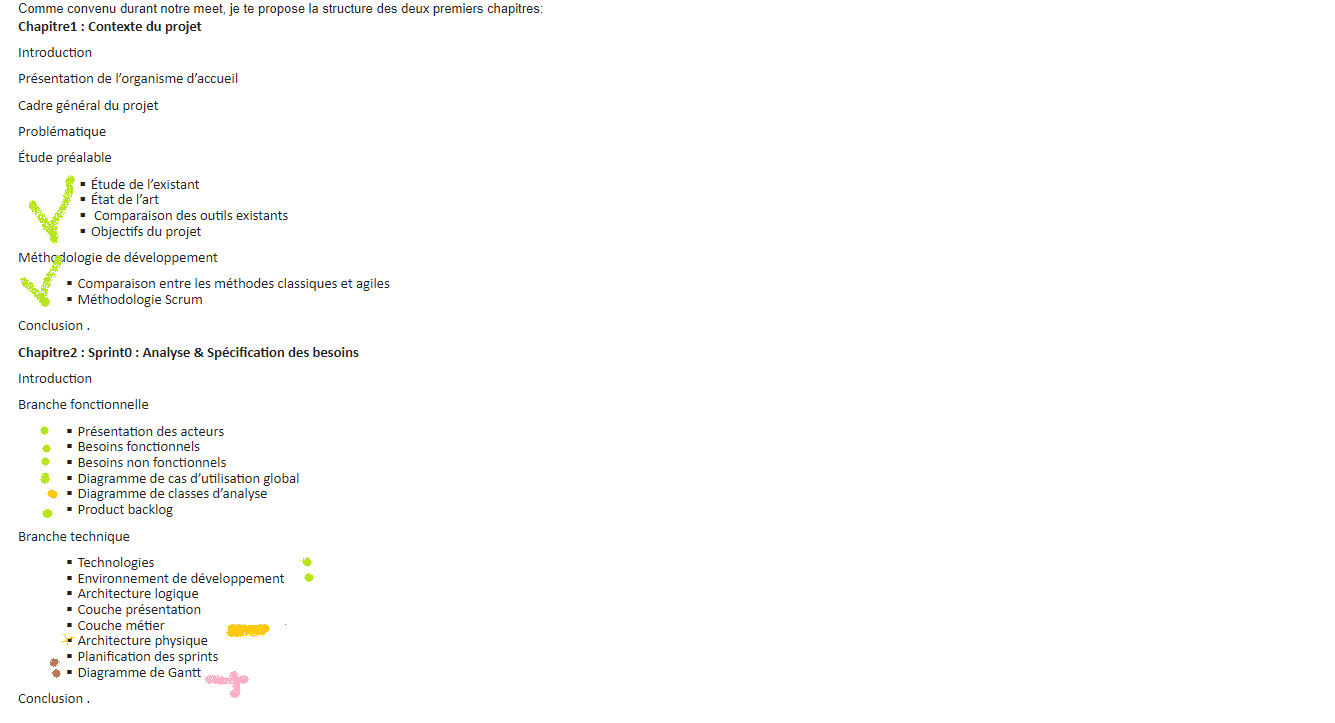 Comme convenu durant notre meet, je te propose la structure des deux premiers chapitres:
Chapitre1 : Contexte du projet
Introduction
Présentation de l’organisme d’accueil
Cadre général du projet
Problématique
Étude préalable
▪ Étude de l’existant
▪ État de l’art
▪ Comparaison des outils existants
▪ Objectifs du projet
Méthodologie de développement
▪ Comparaison entre les méthodes classiques et agiles
▪ Méthodologie Scrum
Conclusion .
Chapitre2 : Sprint0 : Analyse & Spécification des besoins
Introduction
Branche fonctionnelle
▪ Présentation des acteurs
▪ Besoins fonctionnels
▪ Besoins non fonctionnels
▪ Diagramme de cas d’utilisation global
▪ Diagramme de classes d’analyse
▪ Product backlog
Branche technique
▪ Technologies
▪ Environnement de développement
▪ Architecture logique
▪ Couche présentation
▪ Couche métier
▪ Architecture physique
▪ Planification des sprints
▪ Diagramme de Gantt
Conclusion .